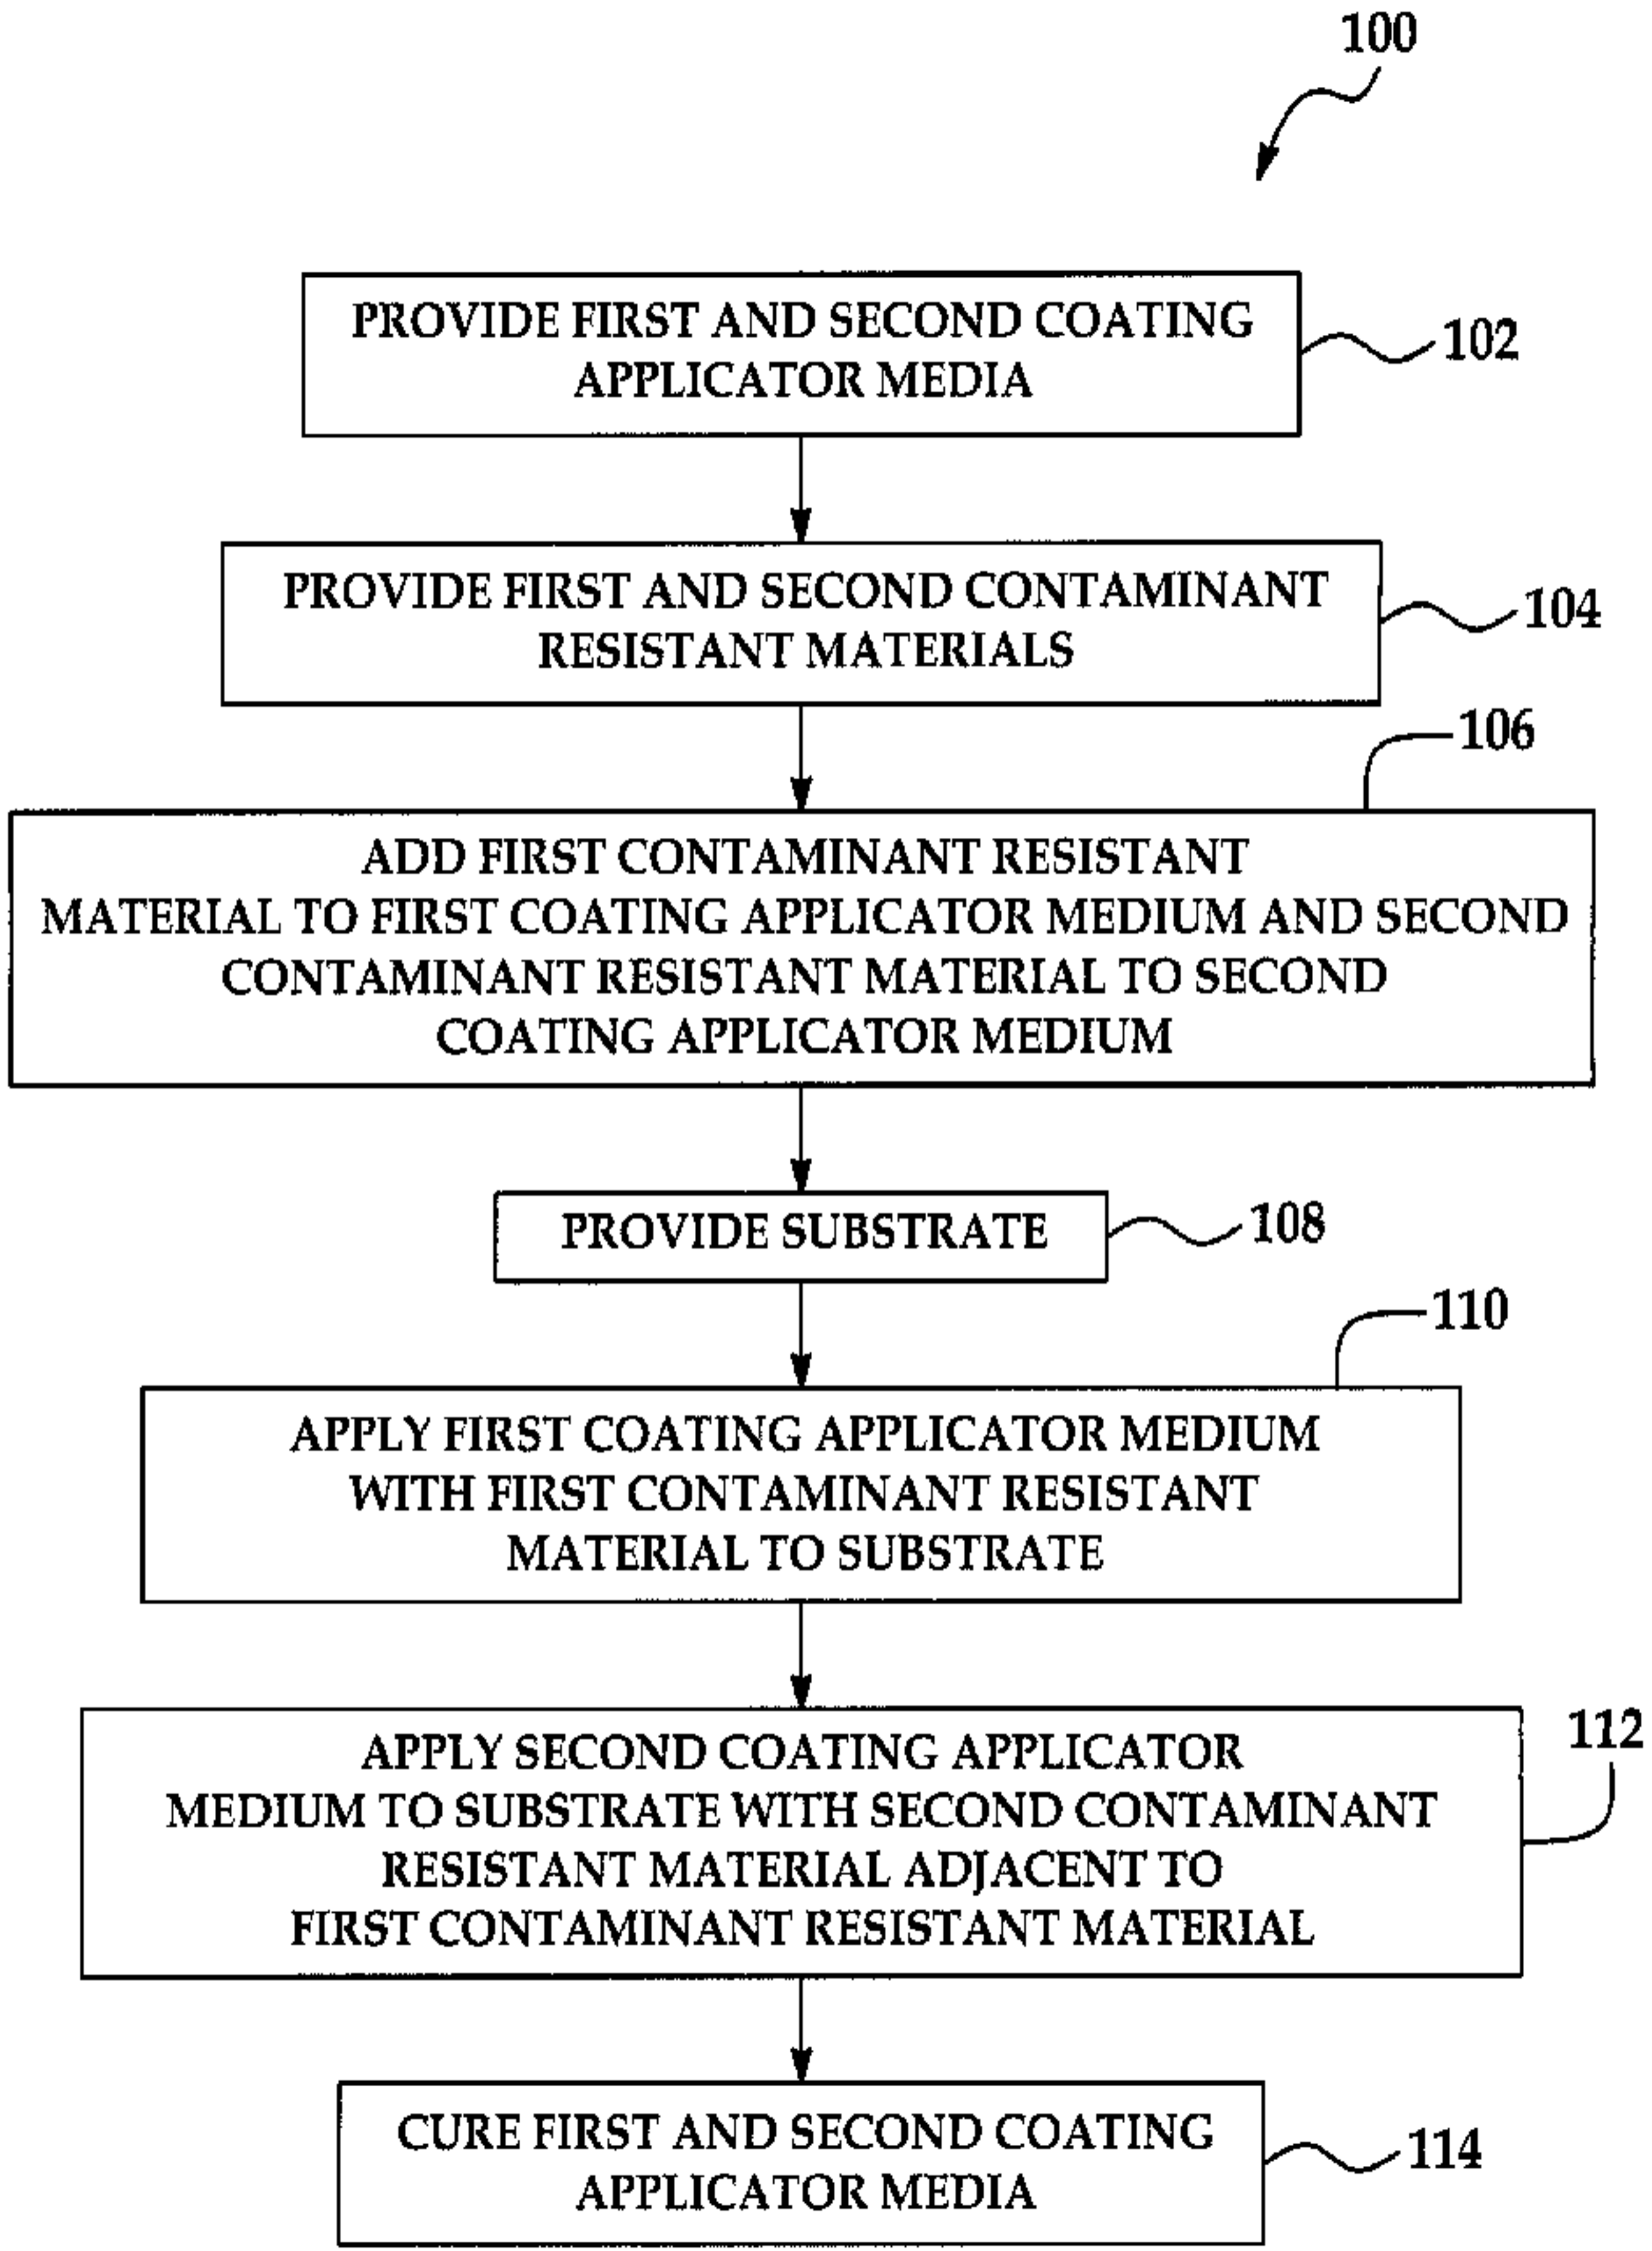 100
PROVIDE FIRST AND SECOND COATING
APPLICATOR MEDIA
102
PROVIDE FIRST AND SECOND CONTAMINANT
RESISTANT MATERIALS
104
106
ADD FIRST CONTAMINANT RESISTANT
MATERIAL TO FIRST COATING APPLICATOR MEDIUM AND SECOND
CONTAMINANT RESISTANT MATERIAL TO SECOND
COATING APPLICATOR MEDIUM
PROVIDE SUBSTRATE
108
110
APPLY FIRST COATING APPLICATOR MEDIUM
WITH FIRST CONTAMINANT RESISTANT
MATERIAL TO SUBSTRATE
112
APPLY SECOND COATING APPLICATOR
MEDIUM TO SUBSTRATE WITH SECOND CONTAMINANT
RESISTANT MATERIAL ADJACENT TO
FIRST CONTAMINANT RESISTANT MATERIAL
CURE FIRST AND SECOND COATING
APPLICATOR MEDIA
114